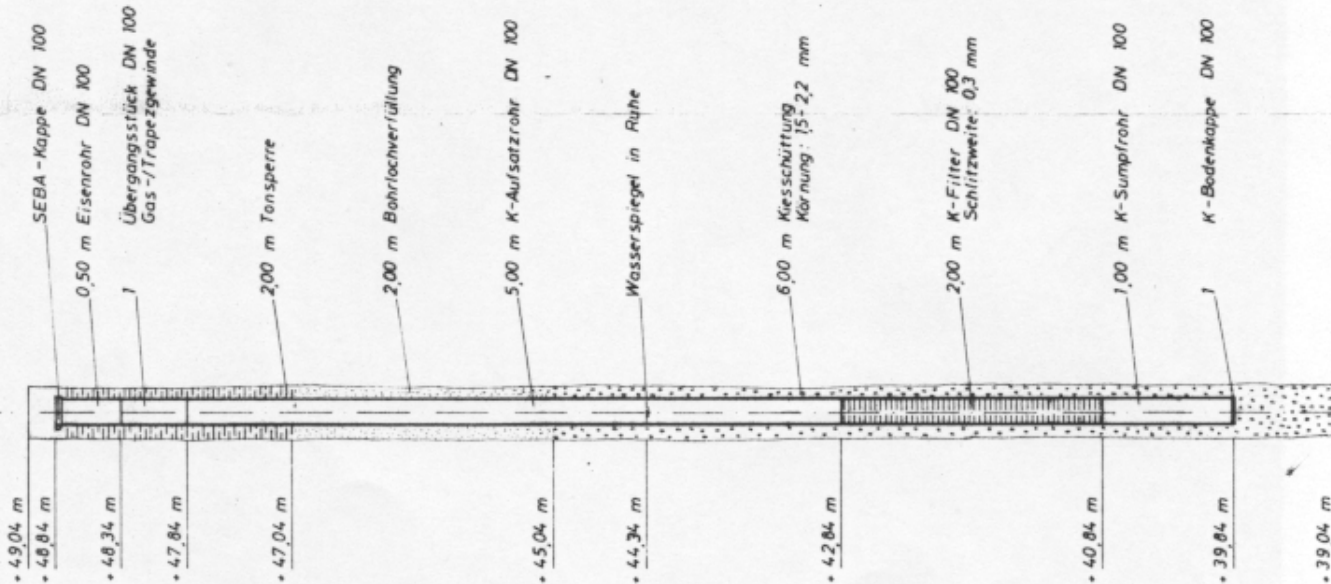 SEBA-Kappe DN 100
0,50 m Eisenrohr DN 100
1 Übergangsstück DN 100
Gas-/Trapezgewinde
2,00 m Tonsperre
2,00 m Bohrlochverfüllung
5,00 m K-Aufsatzrohr DN 100
Wasserspiegel in Ruhe
6,00 m Kiesschüttung
Körnung: 1,5-2,2 mm
2,00 m K-Filter DN 100
Schlitzweite: 0,3 mm
1,00 m K-Sumpfrohr DN 100
1 K-Bodenkappe DN 100
+ 49,04 m
+ 48,84 m
+ 48,34 m
+ 47,84 m
+ 47,04 m
+ 45,04 m
+ 44,34 m
+ 42,84 m
+ 40,84 m
39,84 m
39,04 m